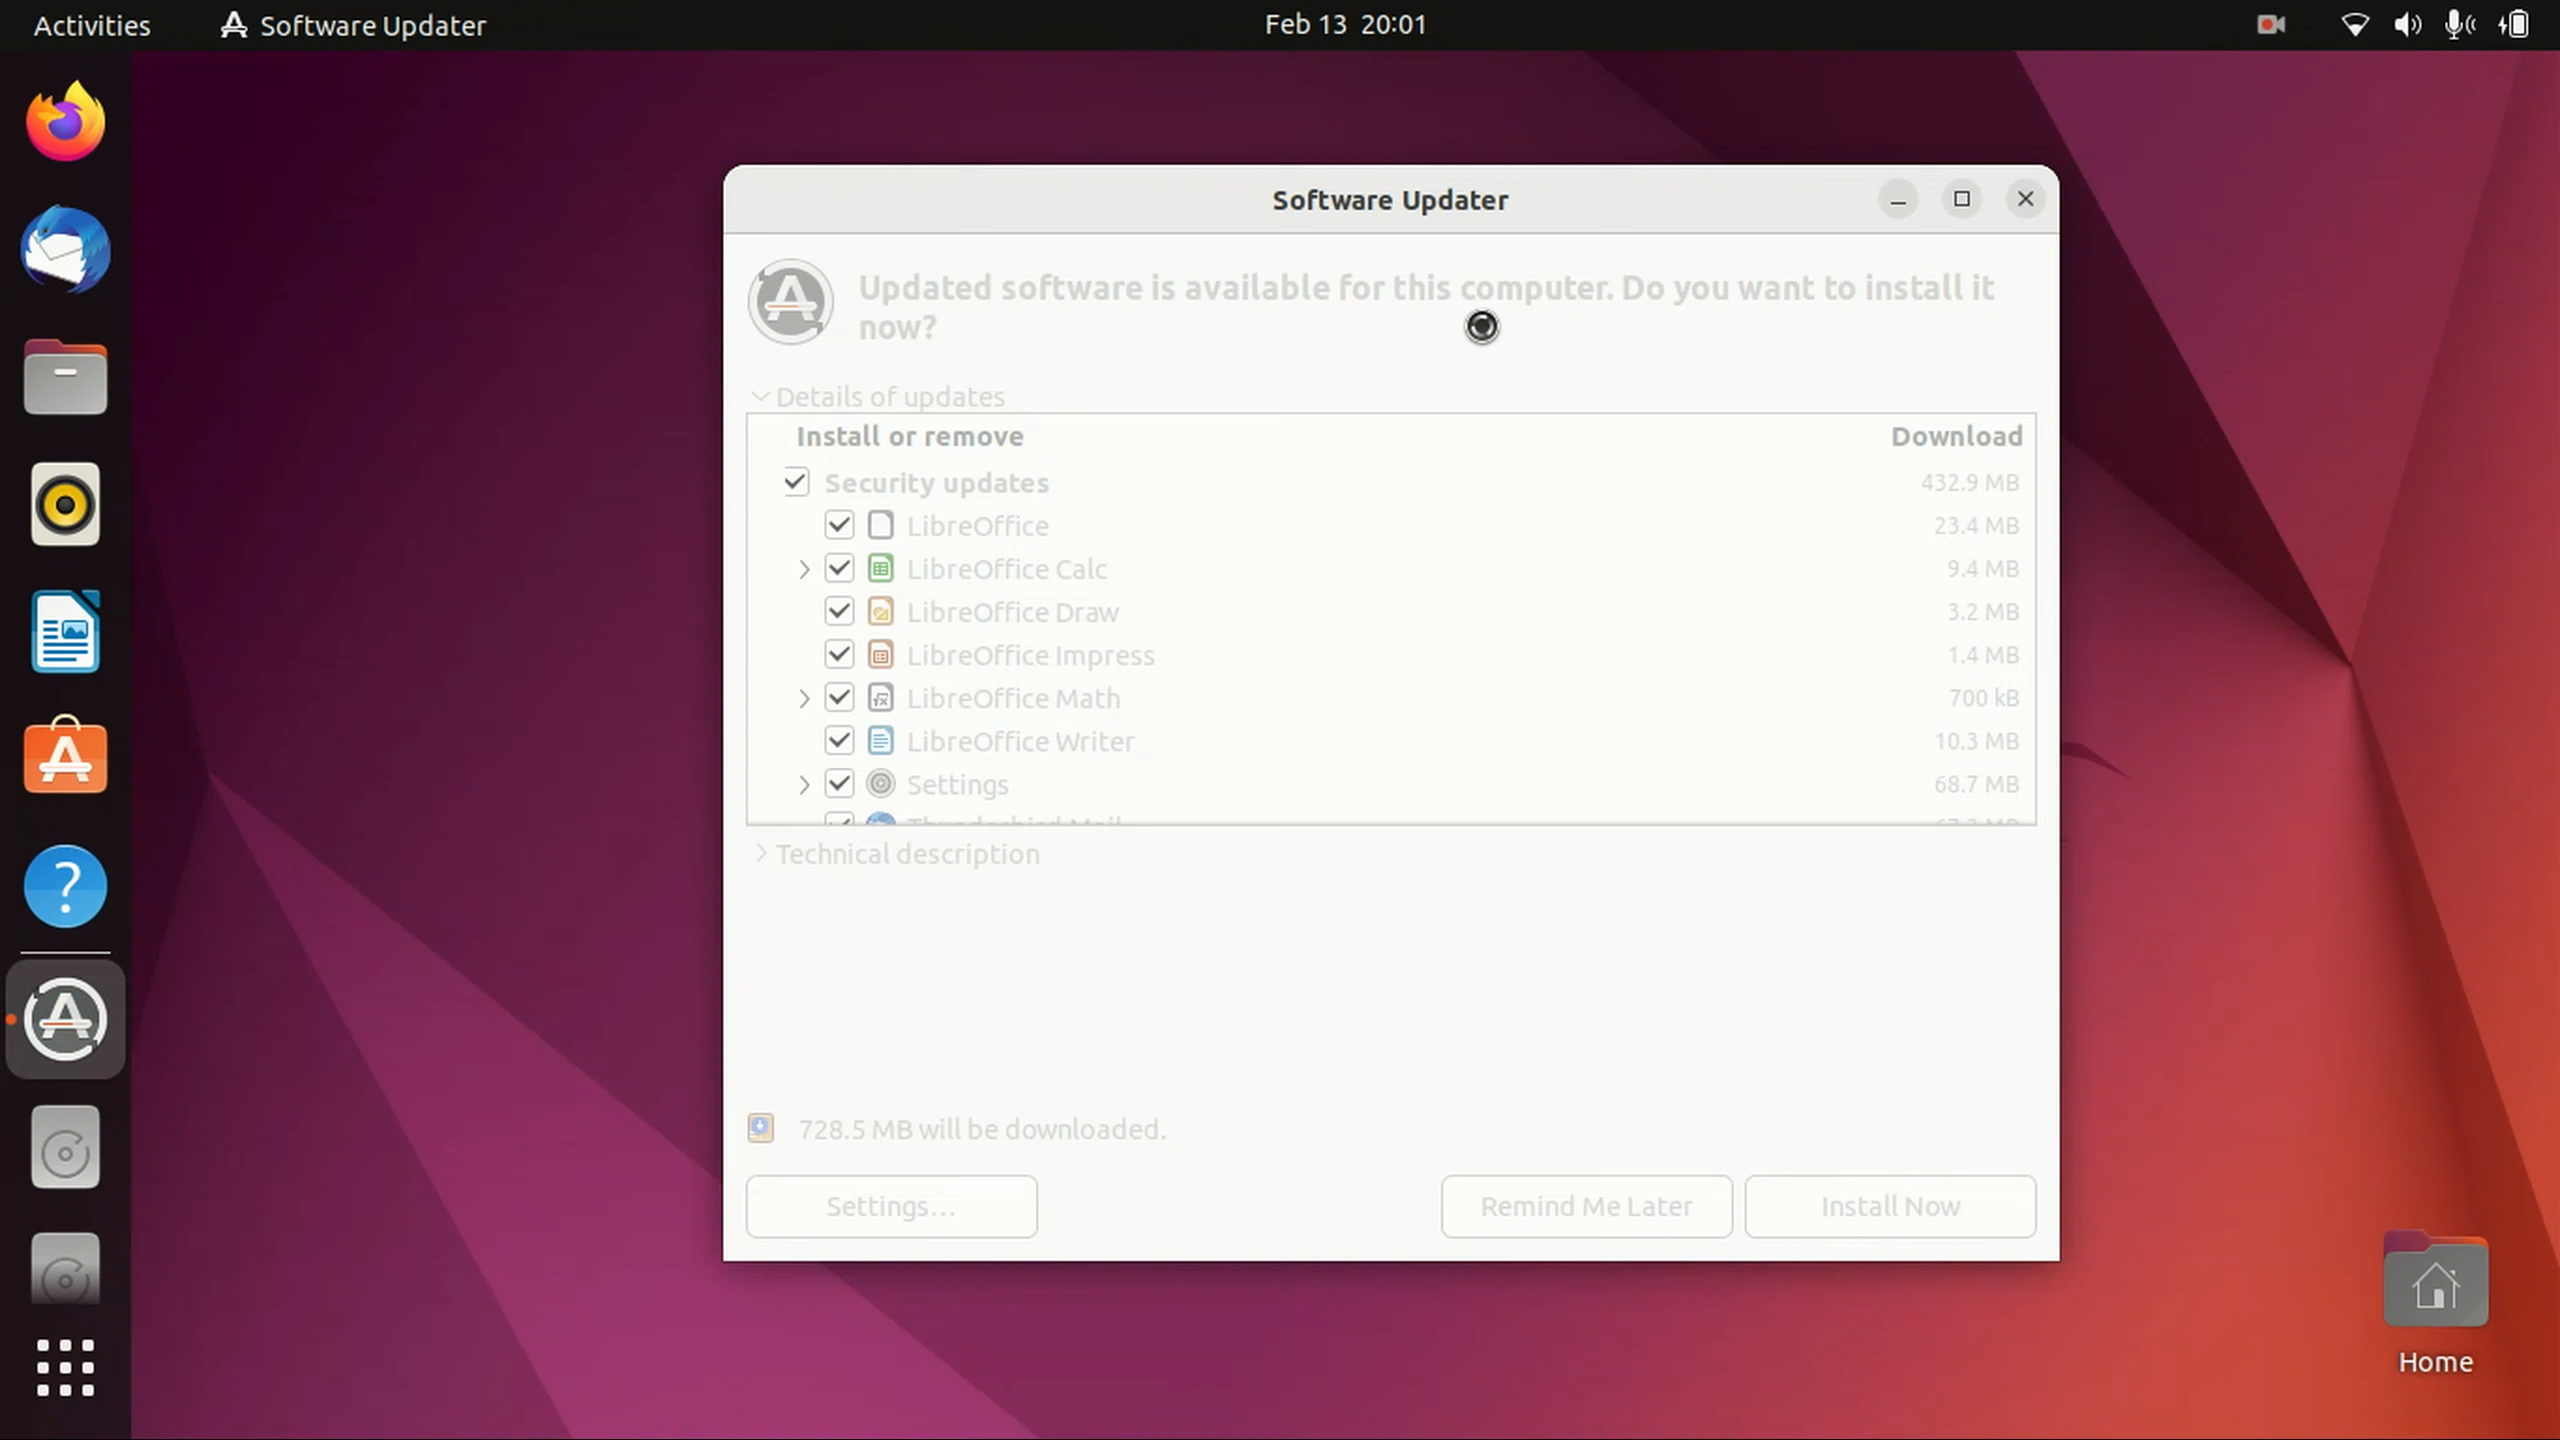 Activities
Software Updater
Feb 13 20:01
Software Updater
Updated software is available for this computer. Do you want to install it
now?
Details of updates
Install or remove Download
Security updates 432.9 MB
LibreOffice 23.4 MB
LibreOffice Calc 9.4 MB
LibreOffice Draw 3.2 MB
LibreOffice Impress 1.4 MB
LibreOffice Math 700 kB
LibreOffice Writer 10.3 MB
Settings 68.7 MB
Thunderbird Mail
Technical description
728.5 MB will be downloaded.
Settings…
Remind Me Later
Install Now
Home